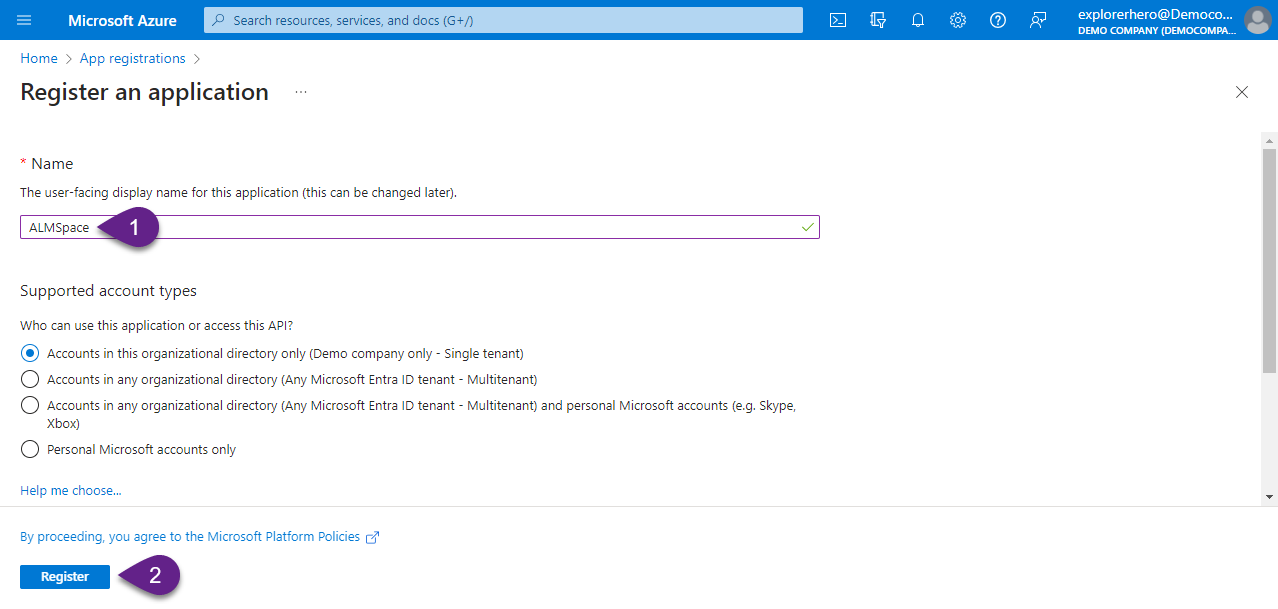 Microsoft Azure
Search resources, services, and docs (G+/)
explorerhero@Democo...
DEMO COMPANY (DEMOCOMPA...
Home > App registrations >
Register an application ...
* Name
The user-facing display name for this application (this can be changed later).
ALMSpace
1
Supported account types
Who can use this application or access this API?
Accounts in this organizational directory only (Demo company only - Single tenant)
Accounts in any organizational directory (Any Microsoft Entra ID tenant - Multitenant)
Accounts in any organizational directory (Any Microsoft Entra ID tenant - Multitenant) and personal Microsoft accounts (e.g. Skype,
Xbox)
Personal Microsoft accounts only
Help me choose...
By proceeding, you agree to the Microsoft Platform Policies
Register
2